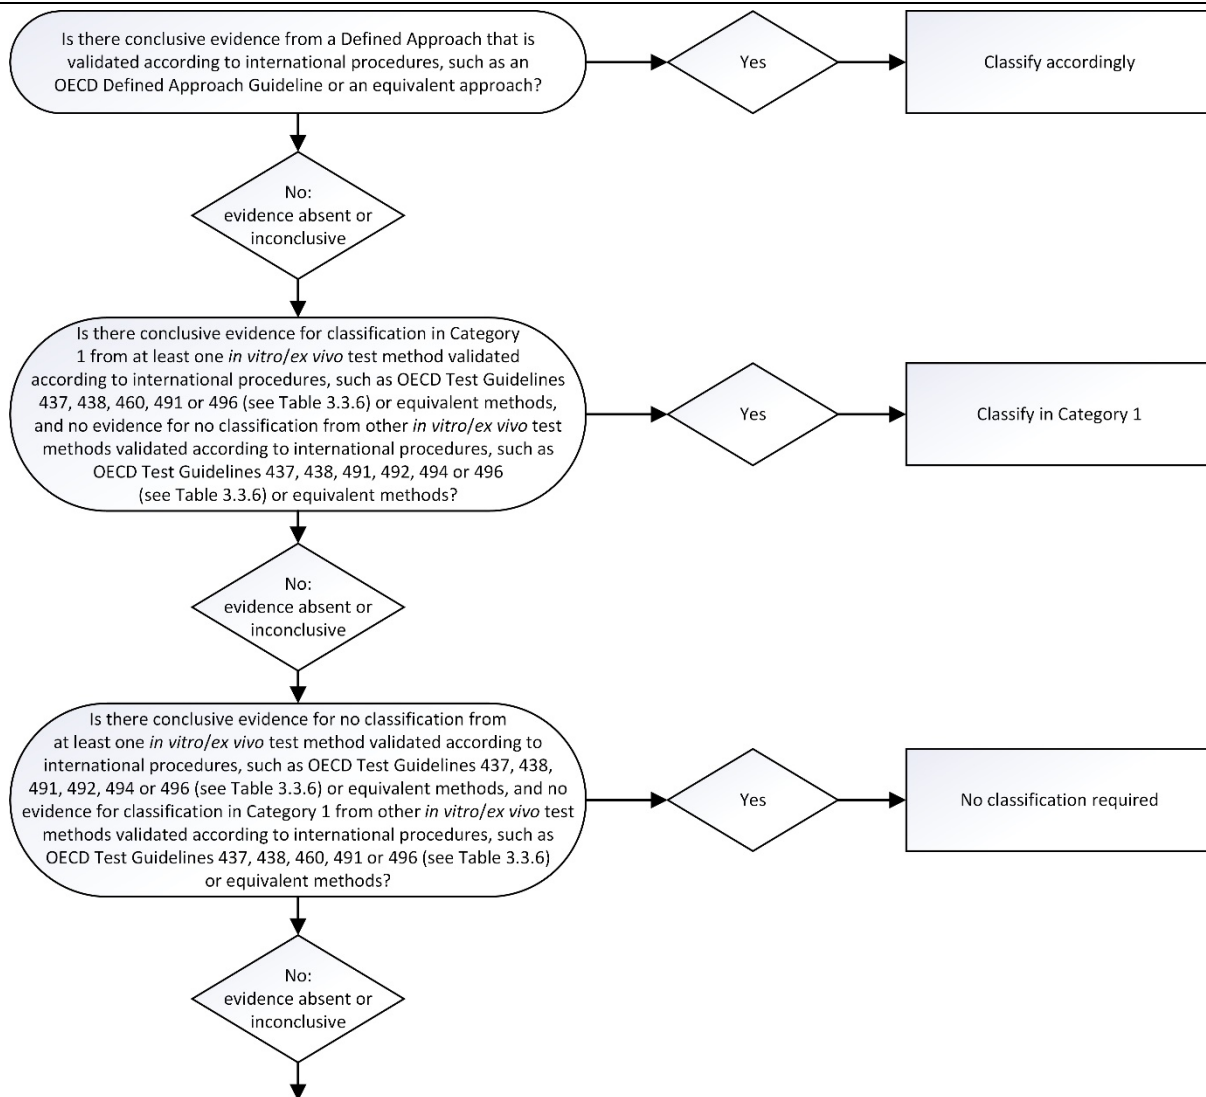 Is there conclusive evidence from a Defined Approach that is
validated according to international procedures, such as an
OECD Defined Approach Guideline or an equivalent approach?
Yes
Classify accordingly
No:
evidence absent or
inconclusive
Is there conclusive evidence for classification in Category
1 from at least one in vitro/ex vivo test method validated
according to international procedures, such as OECD Test Guidelines
437, 438, 460, 491 or 496 (see Table 3.3.6) or equivalent methods,
and no evidence for no classification from other in vitro/ex vivo test
methods validated according to international procedures, such as
OECD Test Guidelines 437, 438, 491, 492, 494 or 496
(see Table 3.3.6) or equivalent methods?
Yes
Classify in Category 1
No:
evidence absent or
inconclusive
Is there conclusive evidence for no classification from
at least one in vitro/ex vivo test method validated according to
international procedures, such as OECD Test Guidelines 437, 438,
491, 492, 494 or 496 (see Table 3.3.6) or equivalent methods, and no
evidence for classification in Category 1 from other in vitro/ex vivo test
methods validated according to international procedures, such as
OECD Test Guidelines 437, 438, 460, 491 or 496 (see Table 3.3.6)
or equivalent methods?
Yes
No classification required
No:
evidence absent or
inconclusive